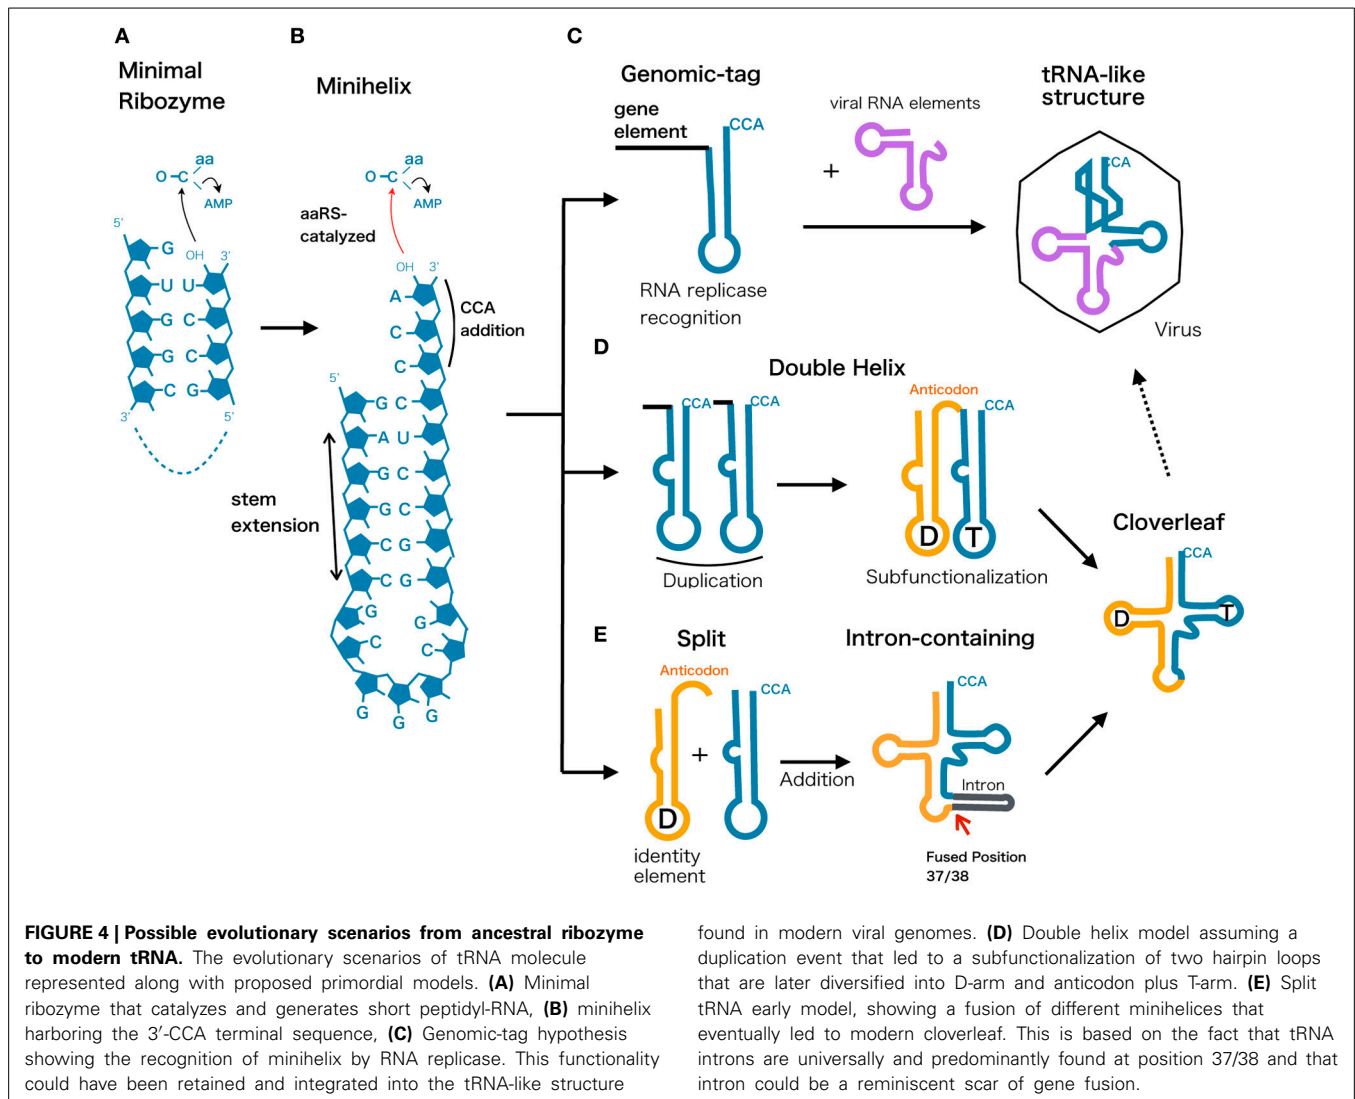 A
Minimal
Ribozyme
aa
O-C
AMP
5'
OH
3'
G
U U
G C
G C
C G
3'
5'
B
Minihelix
aa
O-C
AMP
aaRS-
catalyzed
OH
3'
A
C
C
CCA
addition
5'
G C
A U
G C
G C
C G
C G
G
G
C
C
G
G
G
stem
extension
C
Genomic-tag
gene
element
CCA
RNA replicase
recognition
+
viral RNA elements
tRNA-like
structure
CCA
Virus
D
Double Helix
CCA
CCA
Duplication
Anticodon
CCA
D
T
Subfunctionalization
Cloverleaf
CCA
D
T
E
Split
Anticodon
CCA
+
D
identity
element
Addition
Intron-containing
CCA
Intron
Fused Position
37/38
FIGURE 4 | Possible evolutionary scenarios from ancestral ribozyme
to modern tRNA. The evolutionary scenarios of tRNA molecule
represented along with proposed primordial models. (A) Minimal
ribozyme that catalyzes and generates short peptidyl-RNA, (B) minihelix
harboring the 3′-CCA terminal sequence, (C) Genomic-tag hypothesis
showing the recognition of minihelix by RNA replicase. This functionality
could have been retained and integrated into the tRNA-like structure
found in modern viral genomes. (D) Double helix model assuming a
duplication event that led to a subfunctionalization of two hairpin loops
that are later diversified into D-arm and anticodon plus T-arm. (E) Split
tRNA early model, showing a fusion of different minihelices that
eventually led to modern cloverleaf. This is based on the fact that tRNA
introns are universally and predominantly found at position 37/38 and that
intron could be a reminiscent scar of gene fusion.